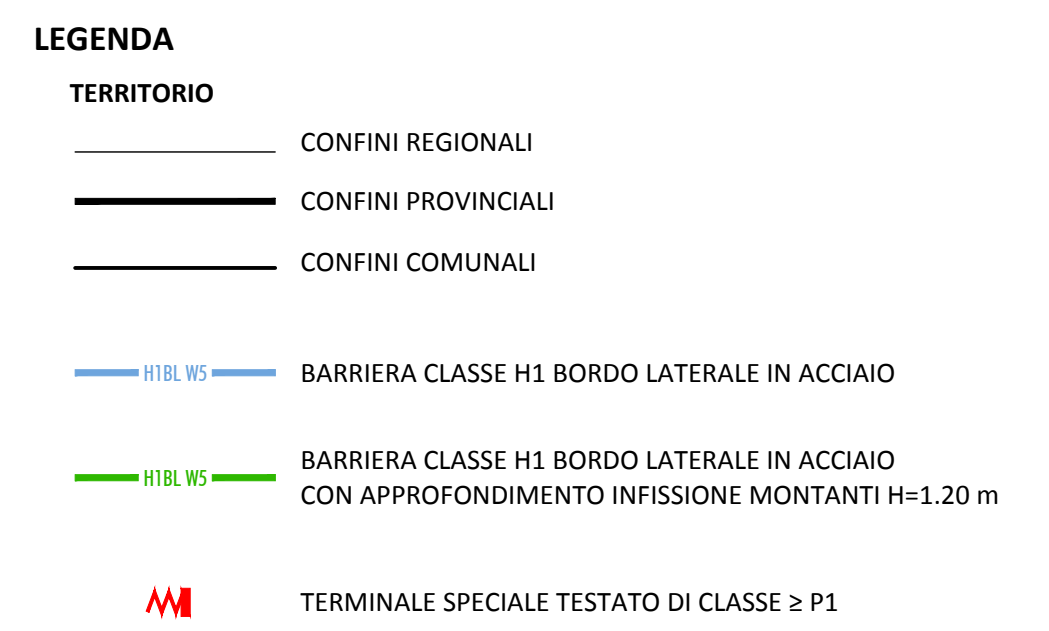 LEGENDA
TERRITORIO
CONFINI REGIONALI
CONFINI PROVINCIALI
CONFINI COMUNALI
H1BL W5 BARRIERA CLASSE H1 BORDO LATERALE IN ACCIAIO
BARRIERA CLASSE H1 BORDO LATERALE IN ACCIAIO
H1BL W5 CON APPROFONDIMENTO INFISSIONE MONTANTI H=1.20 m
TERMINALE SPECIALE TESTATO DI CLASSE ≥ P1